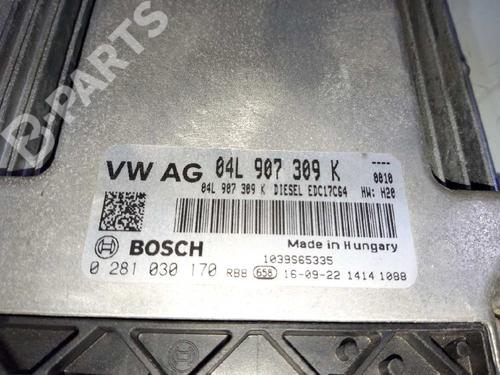 B-PARTS
VW AG 04L 907 309 K ----
04L 907 309 K DIESEL EDC17C64 0010
HW: H20
BOSCH Made in Hungary
1039S65335
0 281 030 170 RB8 658 16-09-22 1414 1088